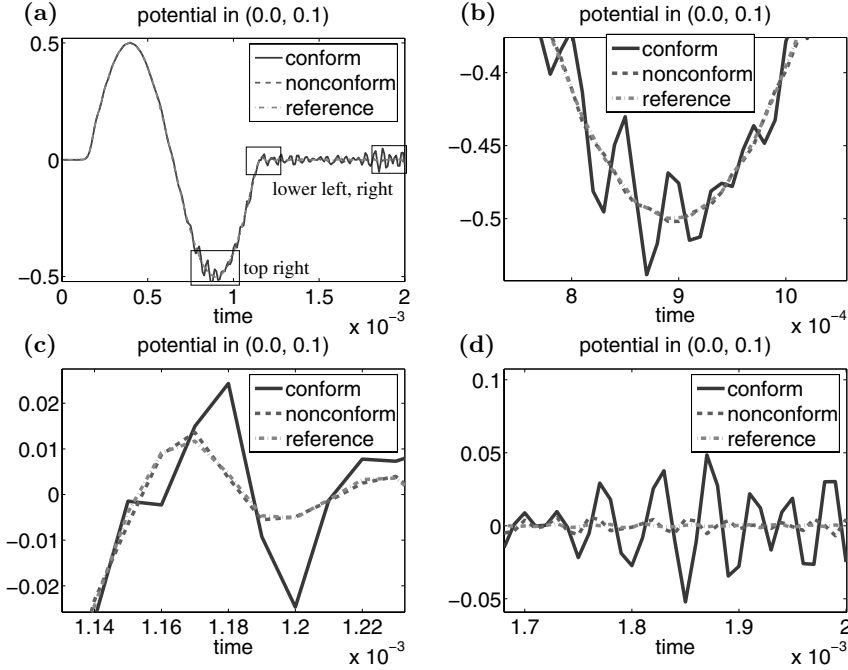 (a) potential in (0.0, 0.1)
0.5
0
−0.5
conform
nonconform
reference
lower left, right
top right
0 0.5 1 1.5 2
time
x 10⁻³
(b) potential in (0.0, 0.1)
−0.4
−0.45
−0.5
conform
nonconform
reference
8 9 10
time
x 10⁻⁴
(c) potential in (0.0, 0.1)
0.02
0.01
0
−0.01
−0.02
conform
nonconform
reference
1.14 1.16 1.18 1.2 1.22
time
x 10⁻³
(d) potential in (0.0, 0.1)
0.1
0.05
0
−0.05
conform
nonconform
reference
1.7 1.8 1.9 2
time
x 10⁻³